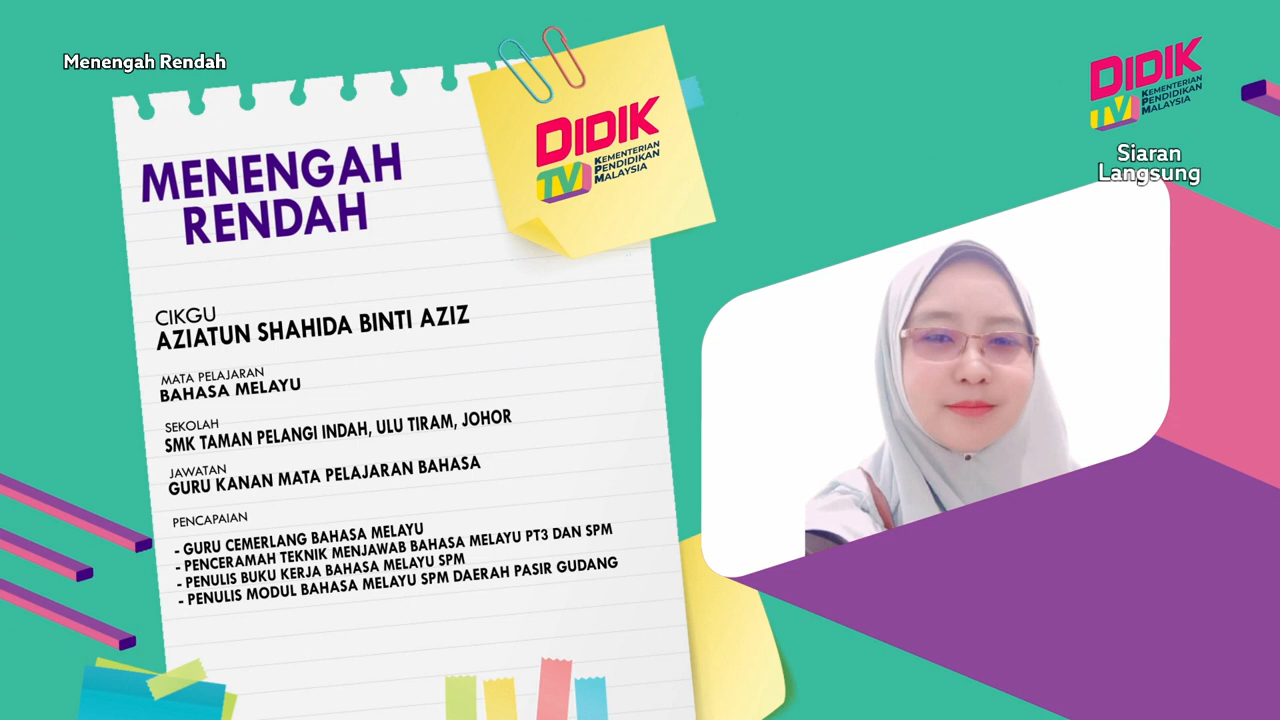 Menengah Rendah
MENENGAH
RENDAH
DIDIK
TV
KEMENTERIAN
PENDIDIKAN
MALAYSIA
CIKGU
AZIATUN SHAHIDA BINTI AZIZ
MATA PELAJARAN
BAHASA MELAYU
SEKOLAH
SMK TAMAN PELANGI INDAH, ULU TIRAM, JOHOR
JAWATAN
GURU KANAN MATA PELAJARAN BAHASA
PENCAPAIAN
- GURU CEMERLANG BAHASA MELAYU
- PENCERAMAH TEKNIK MENJAWAB BAHASA MELAYU PT3 DAN SPM
- PENULIS BUKU KERJA BAHASA MELAYU SPM
- PENULIS MODUL BAHASA MELAYU SPM DAERAH PASIR GUDANG
DIDIK
TV
KEMENTERIAN
PENDIDIKAN
MALAYSIA
Siaran
Langsung